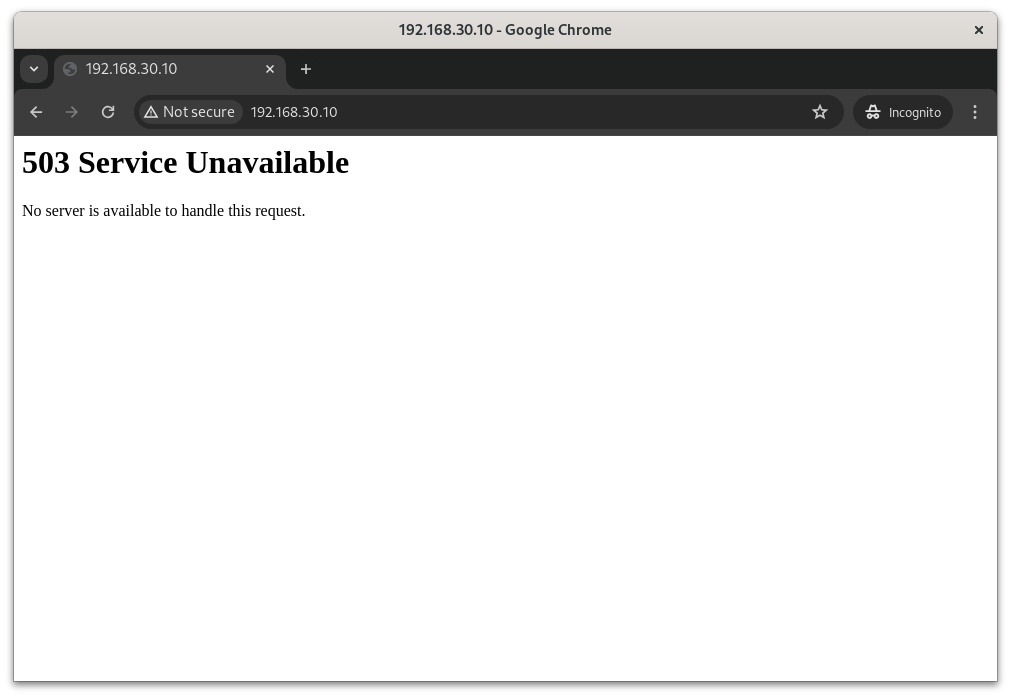 192.168.30.10 - Google Chrome
192.168.30.10
Not secure 192.168.30.10 Incognito
503 Service Unavailable
No server is available to handle this request.